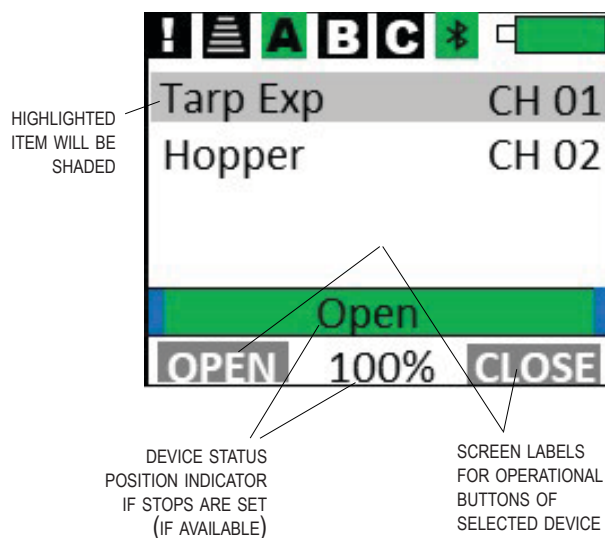 ! A B C
Tarp Exp CH 01
Hopper CH 02
Open
OPEN 100% CLOSE
HIGHLIGHTED
ITEM WILL BE
SHADED
DEVICE STATUS
POSITION INDICATOR
IF STOPS ARE SET
(IF AVAILABLE)
SCREEN LABELS
FOR OPERATIONAL
BUTTONS OF
SELECTED DEVICE